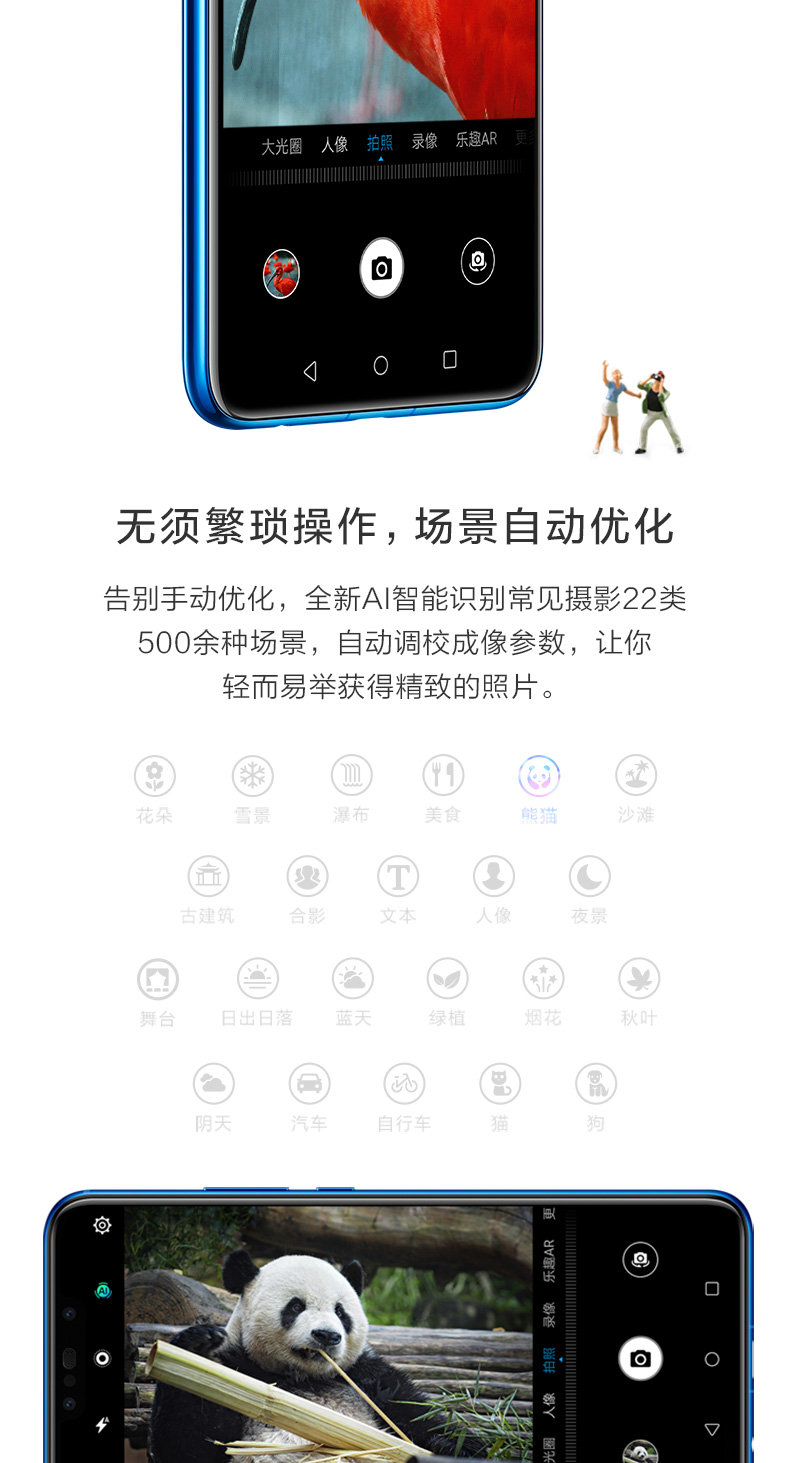 大光圈 人像 拍照 录像 乐趣AR 更多
无须繁琐操作，场景自动优化
告别手动优化，全新AI智能识别常见摄影22类
500余种场景，自动调校成像参数，让你
轻而易举获得精致的照片。
花朵 雪景 瀑布 美食 熊猫 沙滩
古建筑 合影 文本 人像 夜景
舞台 日出日落 蓝天 绿植 烟花 秋叶
阴天 汽车 自行车 猫 狗
AI
更
乐趣AR
录像
拍照
人像
光圈